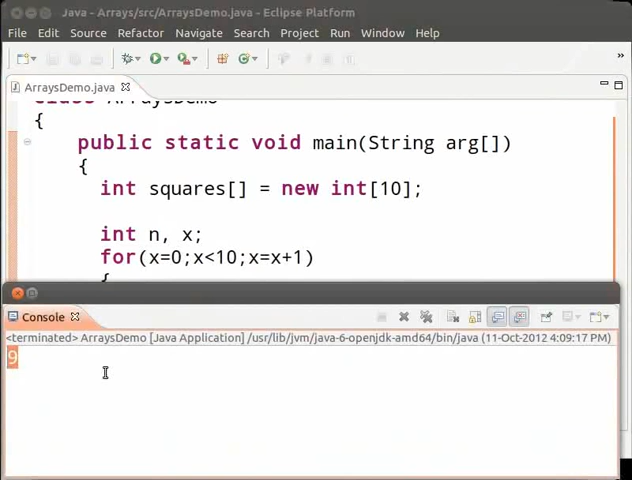 Java - Arrays/src/ArraysDemo.java - Eclipse Platform
File Edit Source Refactor Navigate Search Project Run Window Help
ArraysDemo.java
class ArraysDemo
{
public static void main(String arg[])
{
int squares[] = new int[10];
int n, x;
for(x=0;x<10;x=x+1)
{
Console
<terminated> ArraysDemo [Java Application] /usr/lib/jvm/java-6-openjdk-amd64/bin/java (11-Oct-2012 4:09:17 PM)
9